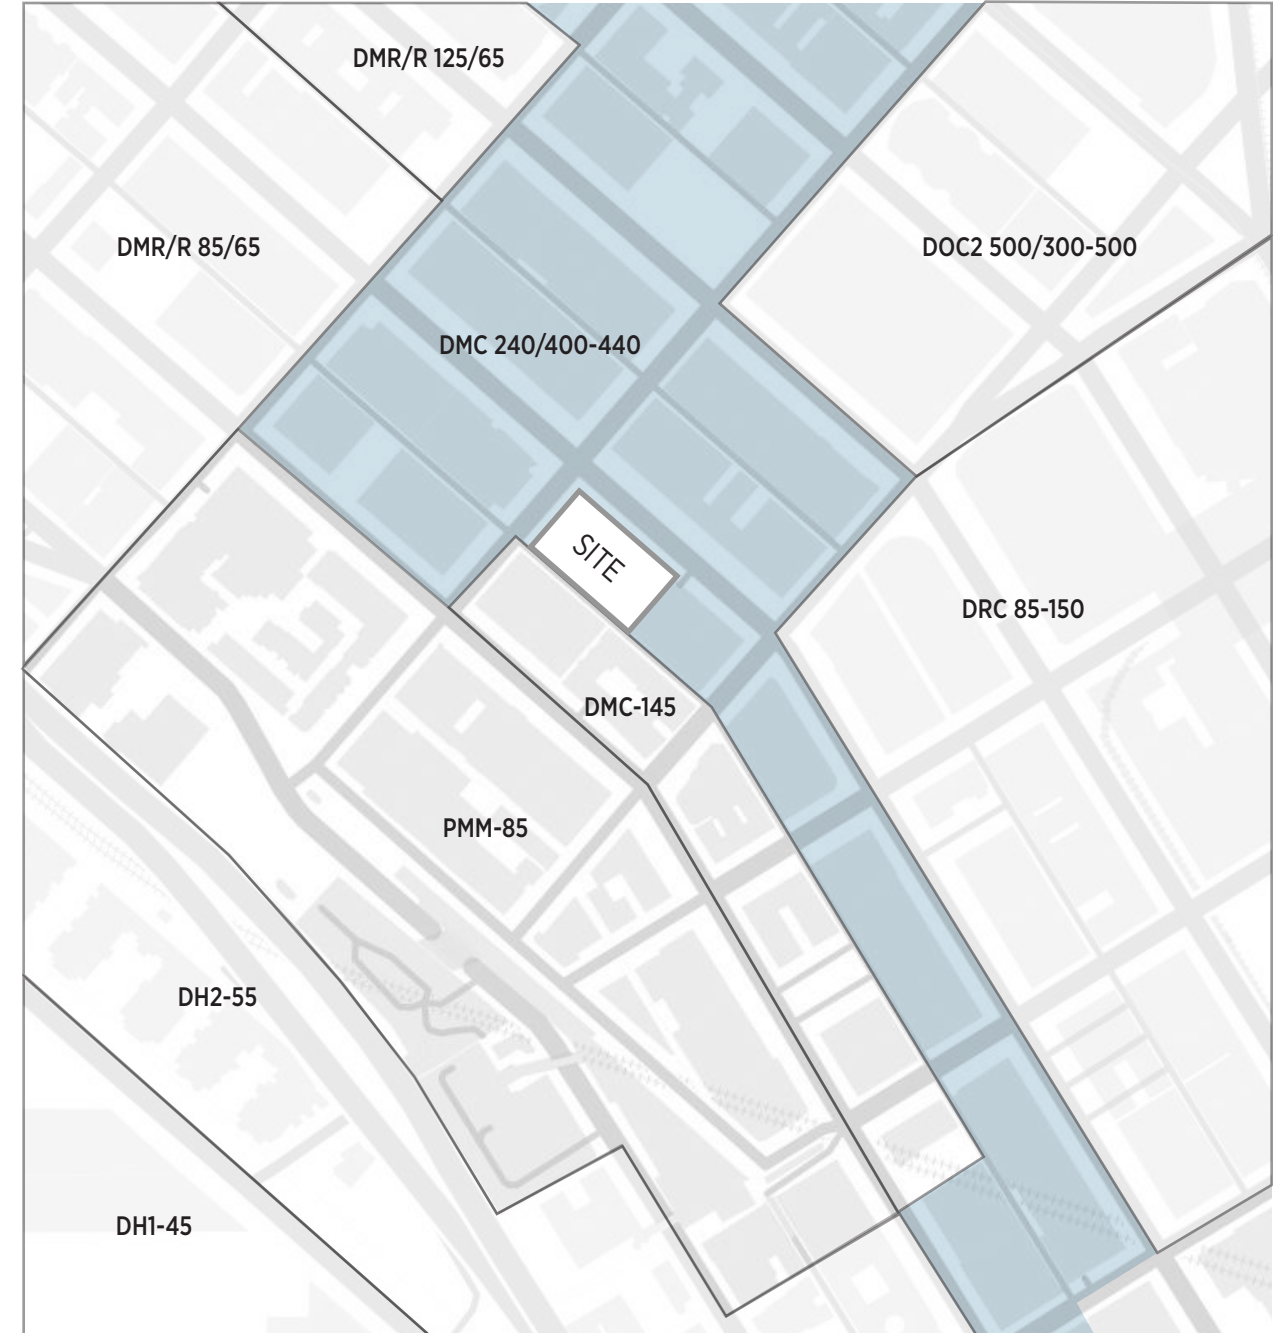 DMR/R 125/65
DMR/R 85/65
DOC2 500/300-500
DMC 240/400-440
SITE
DRC 85-150
DMC-145
PMM-85
DH2-55
DH1-45